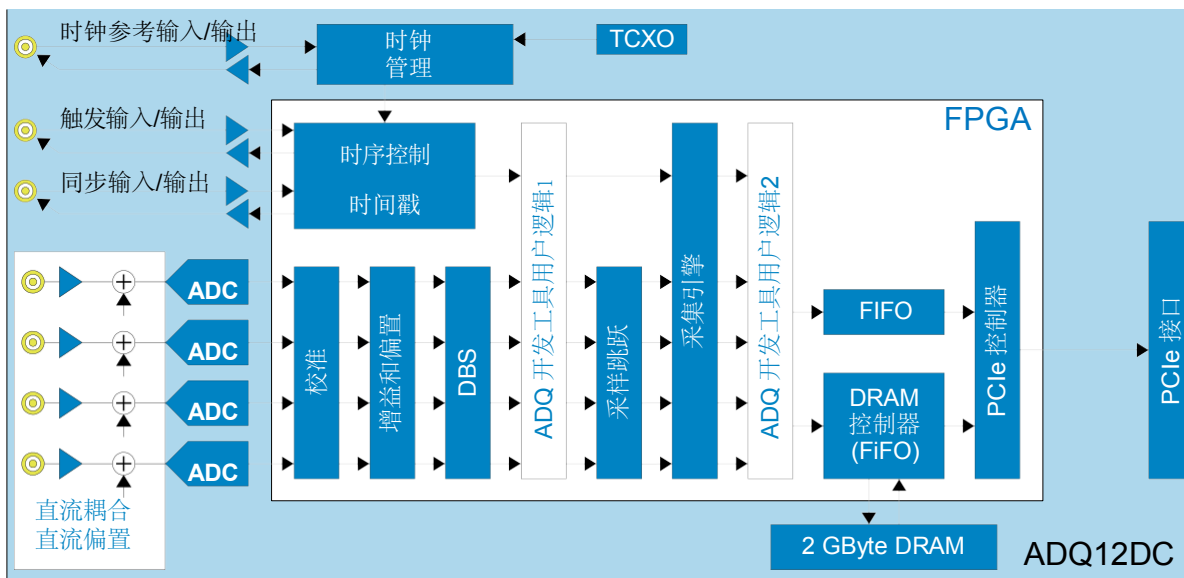 时钟参考输入/输出
时钟
管理
TCXO
触发输入/输出
FPGA
时序控制
时间戳
同步输入/输出
ADC
ADC
ADC
ADC
直流耦合
直流偏置
校准
增益和偏置
DBS
ADQ 开发工具用户逻辑1
采样跳跃
采集引擎
ADQ 开发工具用户逻辑2
FIFO
DRAM
控制器
(FiFO)
PCIe 控制器
PCIe 接口
2 GByte DRAM
ADQ12DC